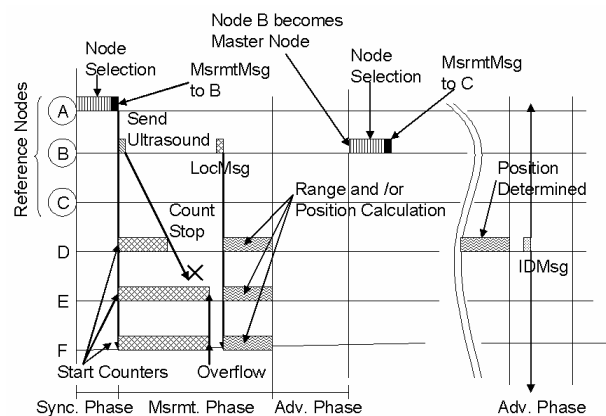 Node B becomes
Master Node
Node
Selection
MsrmtMsg
to B
Node
Selection
MsrmtMsg
to C
Reference Nodes
A
Send
Ultrasound
B
LocMsg
Position
Determined
C
Range and /or
Position Calculation
Count
Stop
D
IDMsg
E
F
Start Counters
Overflow
Sync. Phase
Msrmt. Phase
Adv. Phase
Adv. Phase